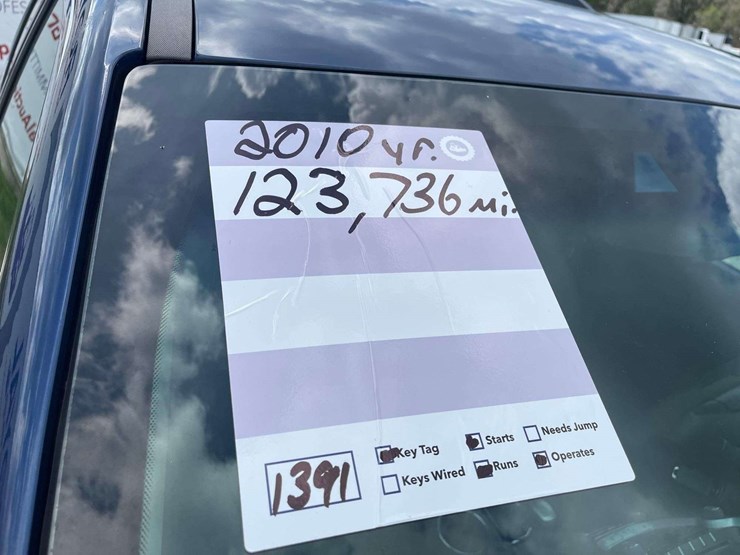 2010 yr.
123,736 mi.
Key Tag
Starts
Needs Jump
Keys Wired
Runs
Operates
1391